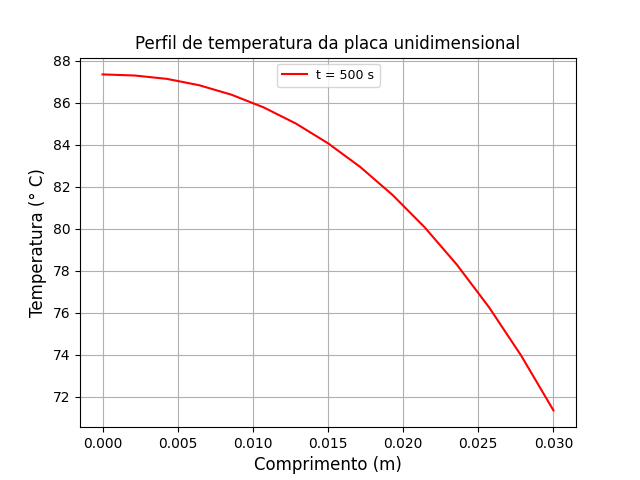 Perfil de temperatura da placa unidimensional
t = 500 s
Temperatura (° C)
88
86
84
82
80
78
76
74
72
0.000 0.005 0.010 0.015 0.020 0.025 0.030
Comprimento (m)